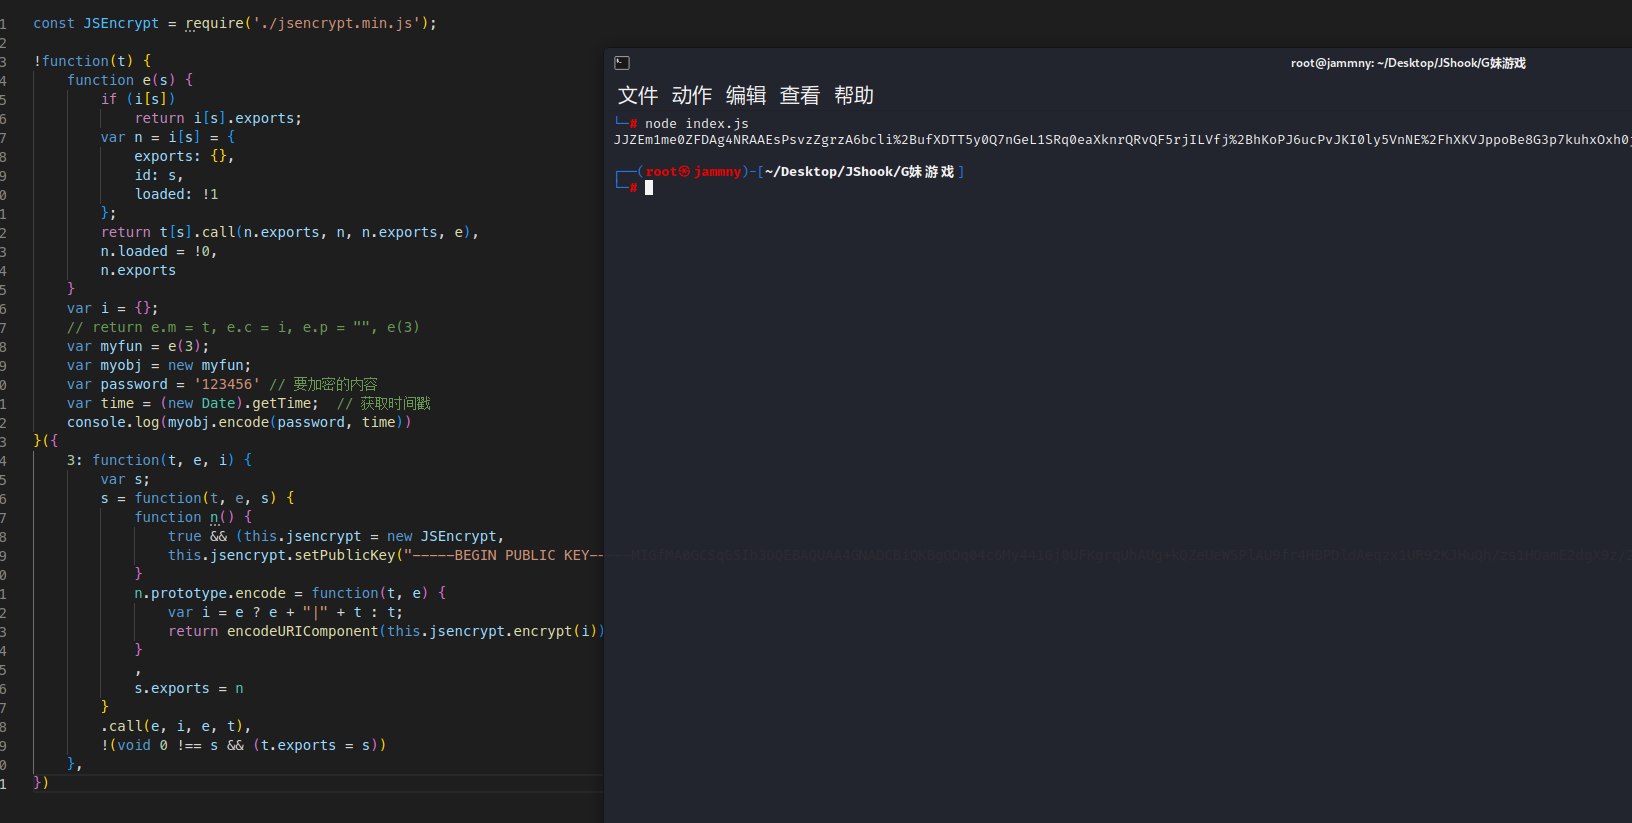 1 const JSEncrypt = require('./jsencrypt.min.js');
2
3 !function(t) {
4 function e(s) {
5 if (i[s])
6 return i[s].exports;
7 var n = i[s] = {
8 exports: {},
9 id: s,
0 loaded: !1
1 };
2 return t[s].call(n.exports, n, n.exports, e),
3 n.loaded = !0,
4 n.exports
5 }
6 var i = {};
7 // return e.m = t, e.c = i, e.p = "", e(3)
8 var myfun = e(3);
9 var myobj = new myfun;
0 var password = '123456' // 要加密的内容
1 var time = (new Date).getTime; // 获取时间戳
2 console.log(myobj.encode(password, time))
3 }({
4 3: function(t, e, i) {
5 var s;
6 s = function(t, e, s) {
7 function n() {
8 true && (this.jsencrypt = new JSEncrypt,
9 this.jsencrypt.setPublicKey("-----BEGIN PUBLIC KEY--
0 }
1 n.prototype.encode = function(t, e) {
2 var i = e ? e + "|" + t : t;
3 return encodeURIComponent(this.jsencrypt.encrypt(i))
4 }
5 ,
6 s.exports = n
7 }
8 .call(e, i, e, t),
9 !(void 0 !== s && (t.exports = s))
0 },
1 })
root@jammny: ~/Desktop/JShook/G妹游戏
文件 动作 编辑 查看 帮助
└─# node index.js
JJZEm1me0ZFDAg4NRAAEsPsvzZgrzA6bcli%2BufXDTT5y0Q7nGeL1SRq0eaXknrQRvQF5rjILVfj%2BhKoPJ6ucPvJKI0ly5VnNE%2FhXKVJppoBe8G3p7kuhxOxh0j
┌──(root㉿jammny)-[~/Desktop/JShook/G妹游戏]
└─#